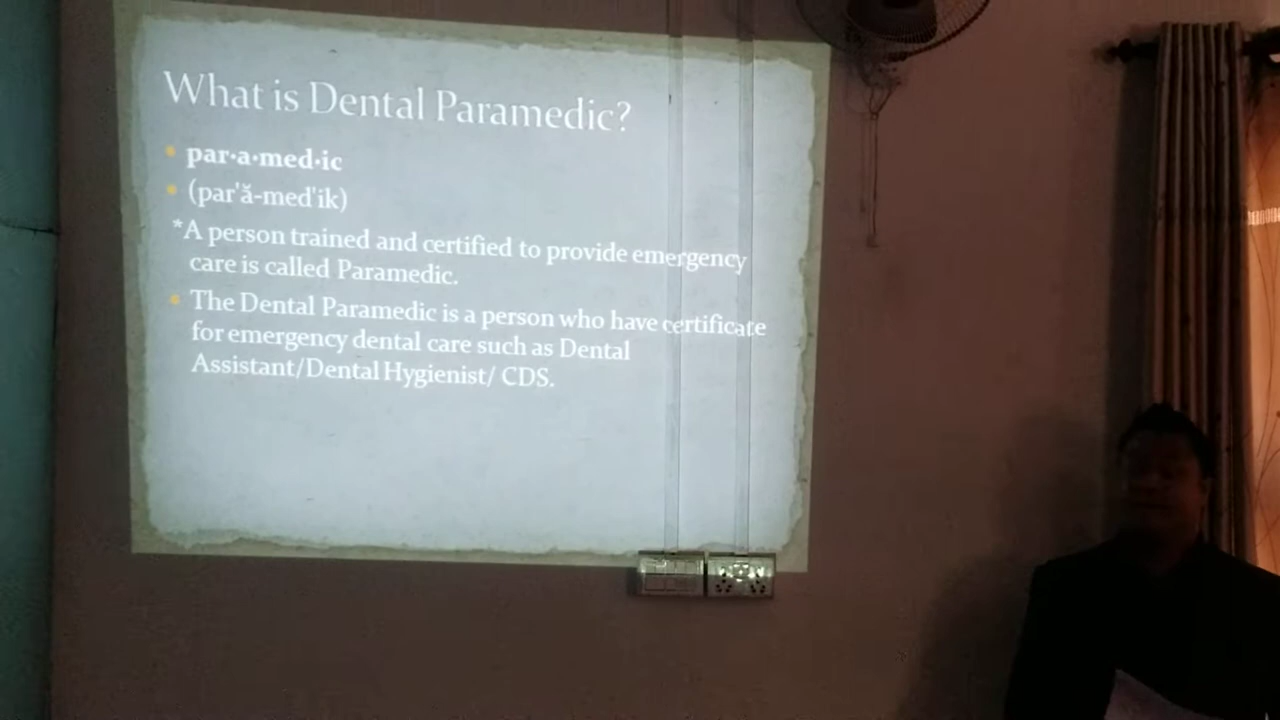 What is Dental Paramedic?
• par·a·med·ic
• (par'ă-med'ik)
*A person trained and certified to provide emergency
care is called Paramedic.
• The Dental Paramedic is a person who have certificate
for emergency dental care such as Dental
Assistant/Dental Hygienist/ CDS.